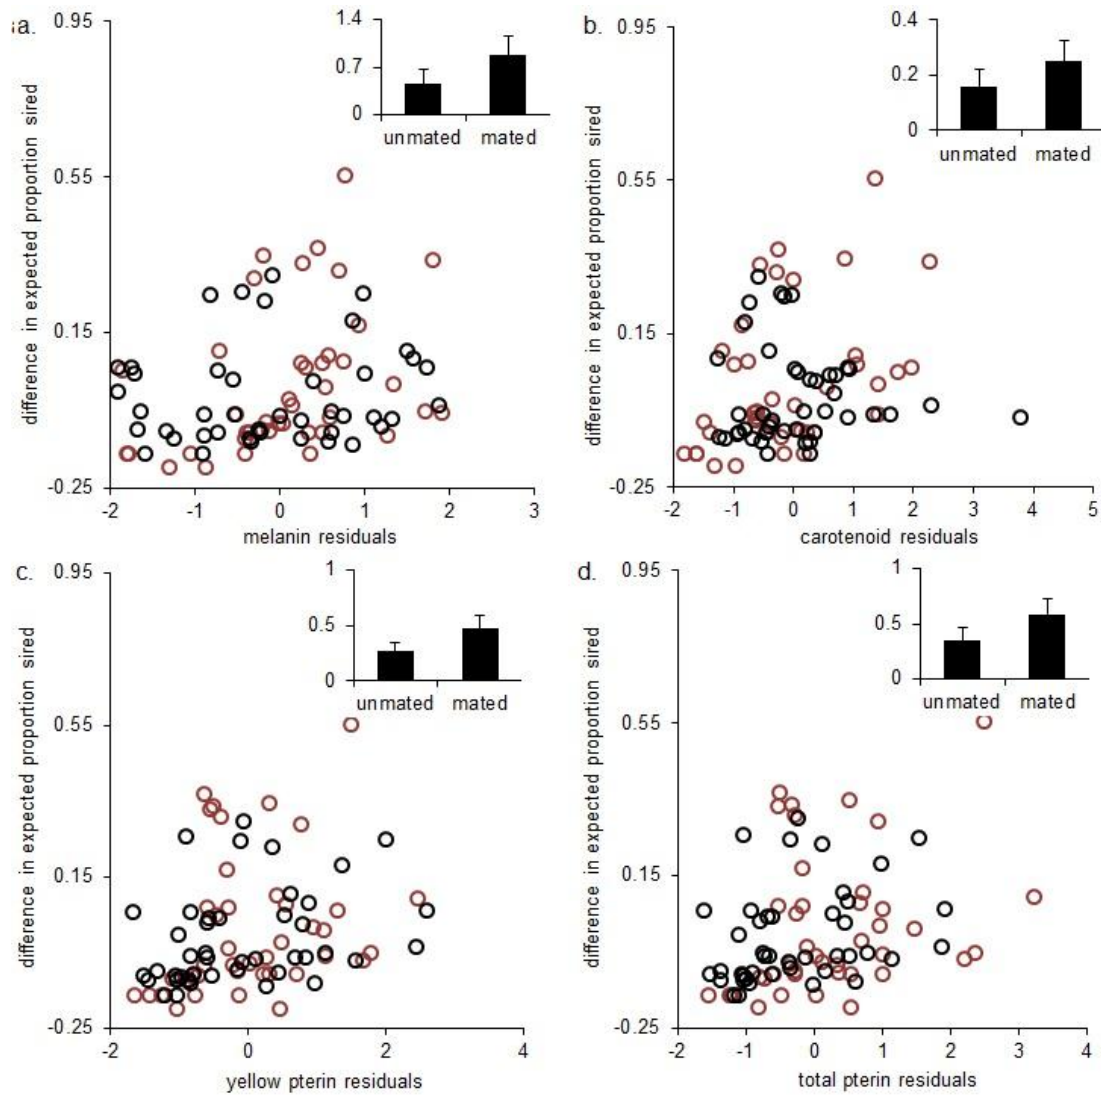 a.
0.95
0.55
0.15
-0.25
difference in expected proportion sired
1.4
0.7
0
unmated mated
-2 -1 0 1 2 3
melanin residuals
b.
0.95
0.55
0.15
-0.25
difference in expected proportion sired
0.4
0.2
0
unmated mated
-2 -1 0 1 2 3 4 5
carotenoid residuals
c.
0.95
0.55
0.15
-0.25
difference in expected proportion sired
1
0.5
0
unmated mated
-2 0 2 4
yellow pterin residuals
d.
0.95
0.55
0.15
-0.25
difference in expected proportion sired
1
0.5
0
unmated mated
-2 -1 0 1 2 3 4
total pterin residuals